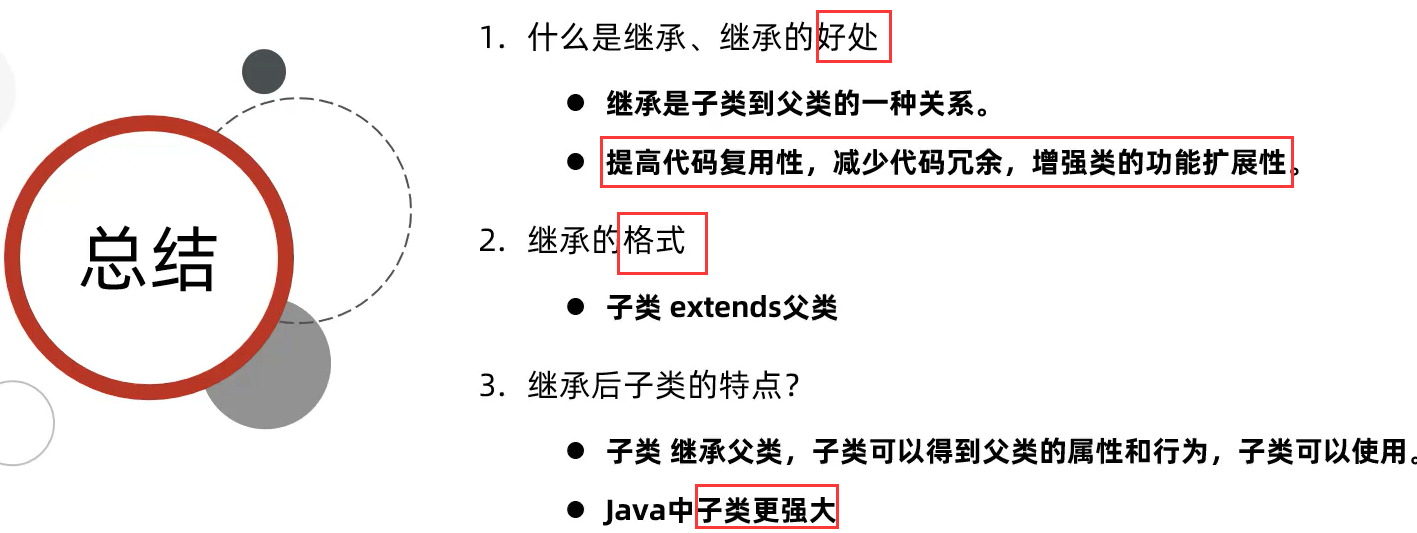 总结
1. 什么是继承、继承的好处
● 继承是子类到父类的一种关系。
● 提高代码复用性，减少代码冗余，增强类的功能扩展性。
2. 继承的格式
● 子类 extends父类
3. 继承后子类的特点？
● 子类 继承父类，子类可以得到父类的属性和行为，子类可以使用。
● Java中子类更强大